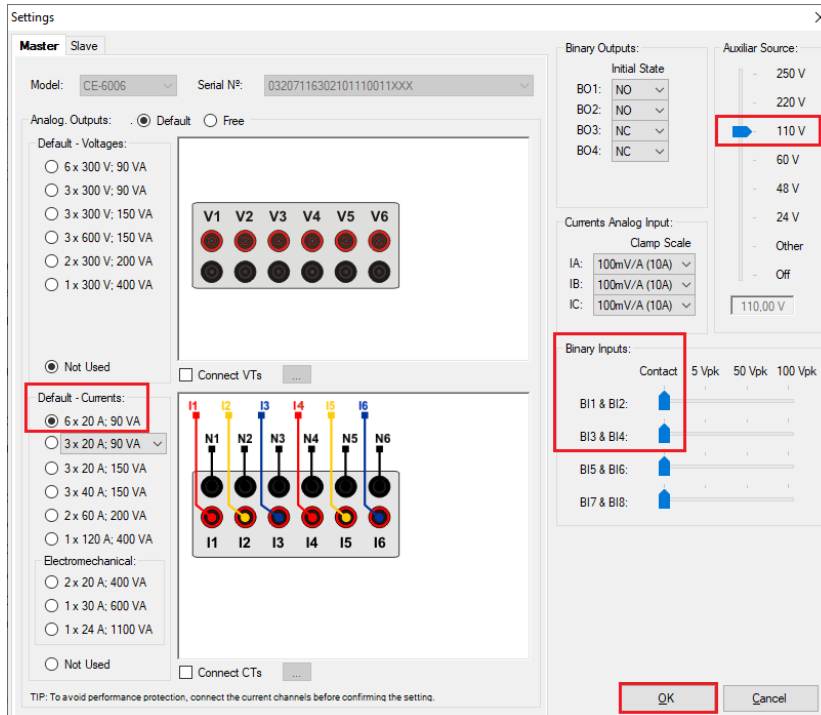 Settings
Master Slave
Model: CE-6006 Serial Nº: 03207116302101110011XXX
Analog. Outputs: . Default Free
Default - Voltages:
6 x 300 V; 90 VA
3 x 300 V; 90 VA
3 x 300 V; 150 VA
3 x 600 V; 150 VA
2 x 300 V; 200 VA
1 x 300 V; 400 VA
Not Used
V1 V2 V3 V4 V5 V6
Connect VTs ...
Default - Currents:
6 x 20 A; 90 VA
3 x 20 A; 90 VA
3 x 20 A; 150 VA
3 x 40 A; 150 VA
2 x 60 A; 200 VA
1 x 120 A; 400 VA
Electromechanical:
2 x 20 A; 400 VA
1 x 30 A; 600 VA
1 x 24 A; 1100 VA
Not Used
I1 I2 I3 I4 I5 I6
N1 N2 N3 N4 N5 N6
I1 I2 I3 I4 I5 I6
Connect CTs ...
TIP: To avoid performance protection, connect the current channels before confirming the setting.
Binary Outputs:
Initial State
BO1: NO
BO2: NO
BO3: NC
BO4: NC
Auxiliar Source:
250 V
220 V
110 V
60 V
48 V
24 V
Other
Off
110,00 V
Currents Analog Input:
Clamp Scale
IA: 100mV/A (10A)
IB: 100mV/A (10A)
IC: 100mV/A (10A)
Binary Inputs:
Contact 5 Vpk 50 Vpk 100 Vpk
BI1 & BI2:
BI3 & BI4:
BI5 & BI6:
BI7 & BI8:
OK Cancel